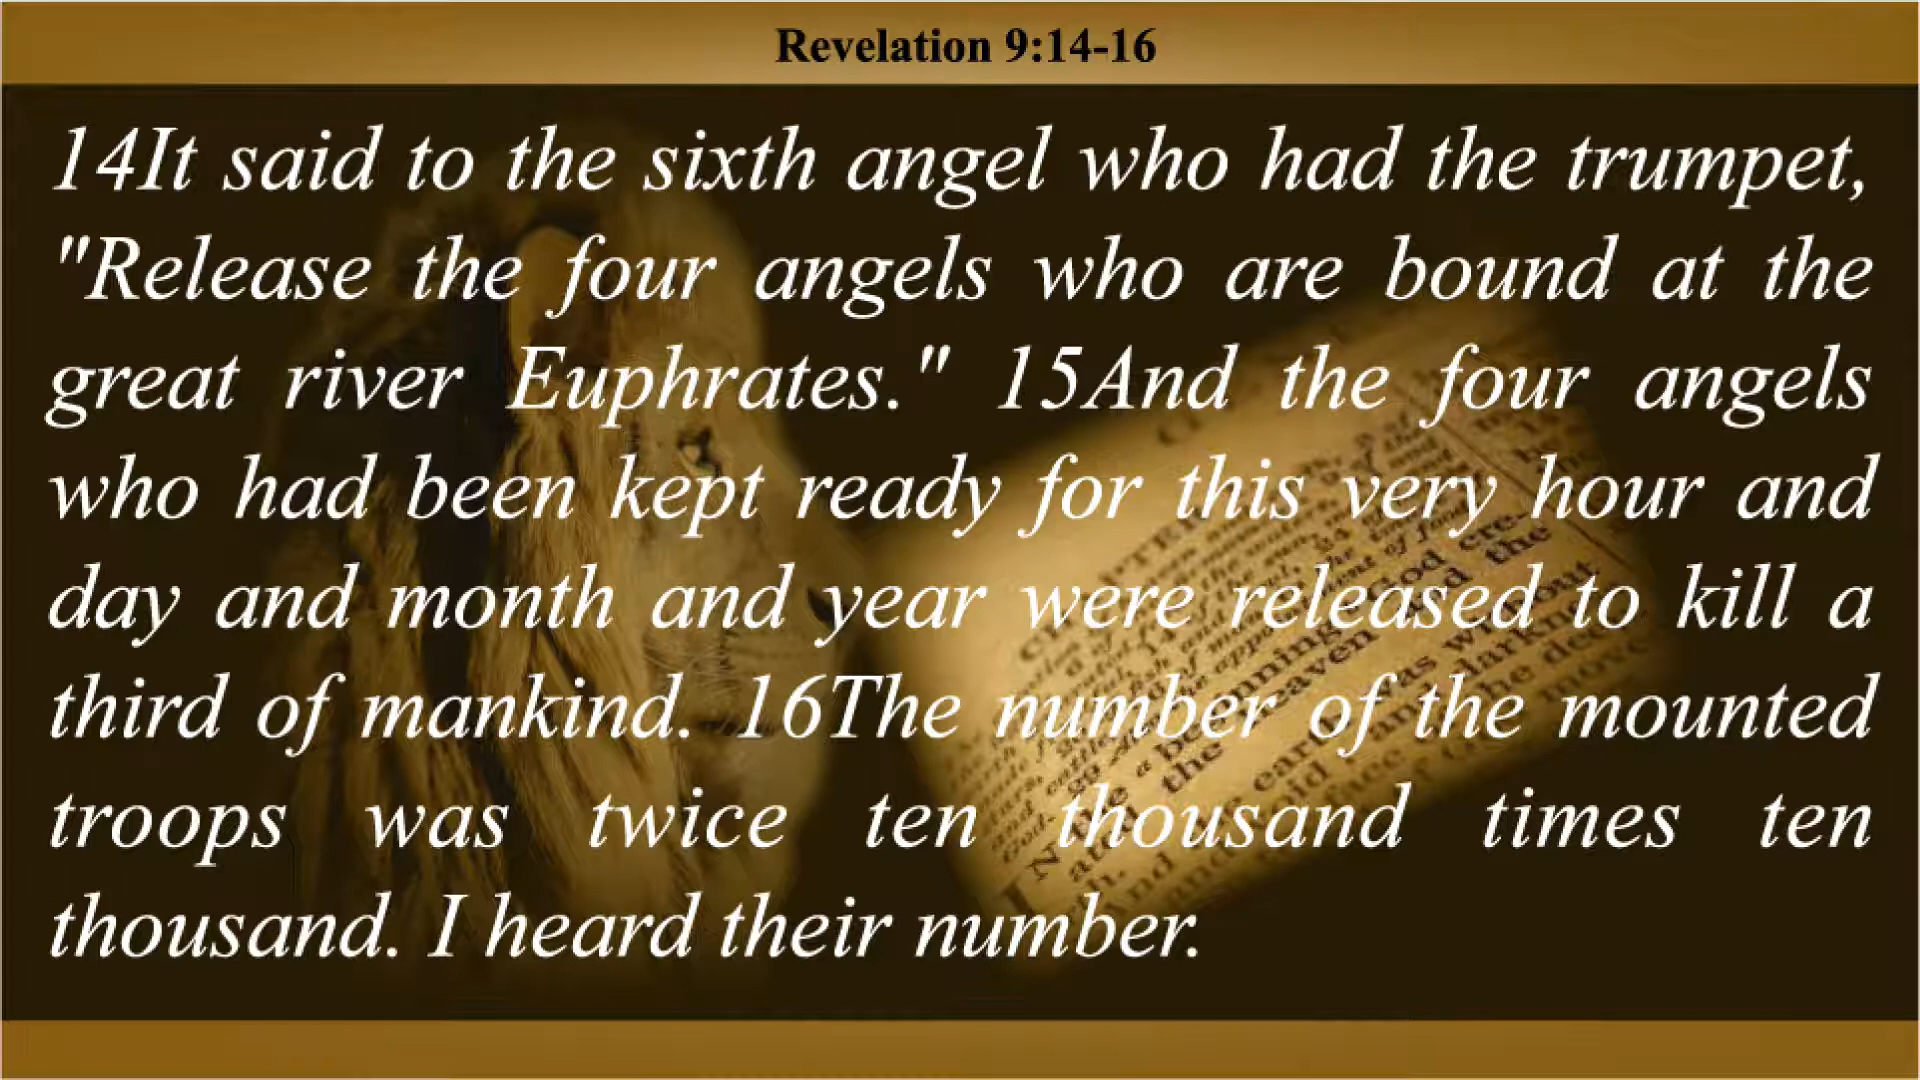 Revelation 9:14-16
14It said to the sixth angel who had the trumpet,
"Release the four angels who are bound at the
great river Euphrates." 15And the four angels
who had been kept ready for this very hour and
day and month and year were released to kill a
third of mankind. 16The number of the mounted
troops was twice ten thousand times ten
thousand. I heard their number.